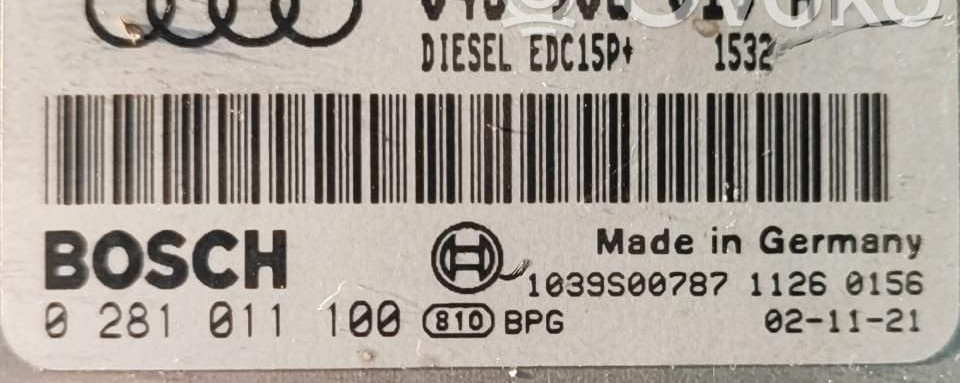 DIESEL EDC15P+ 1532
BOSCH
Made in Germany
1039S00787 1126 0156
0 281 011 100 810 BPG 02-11-21